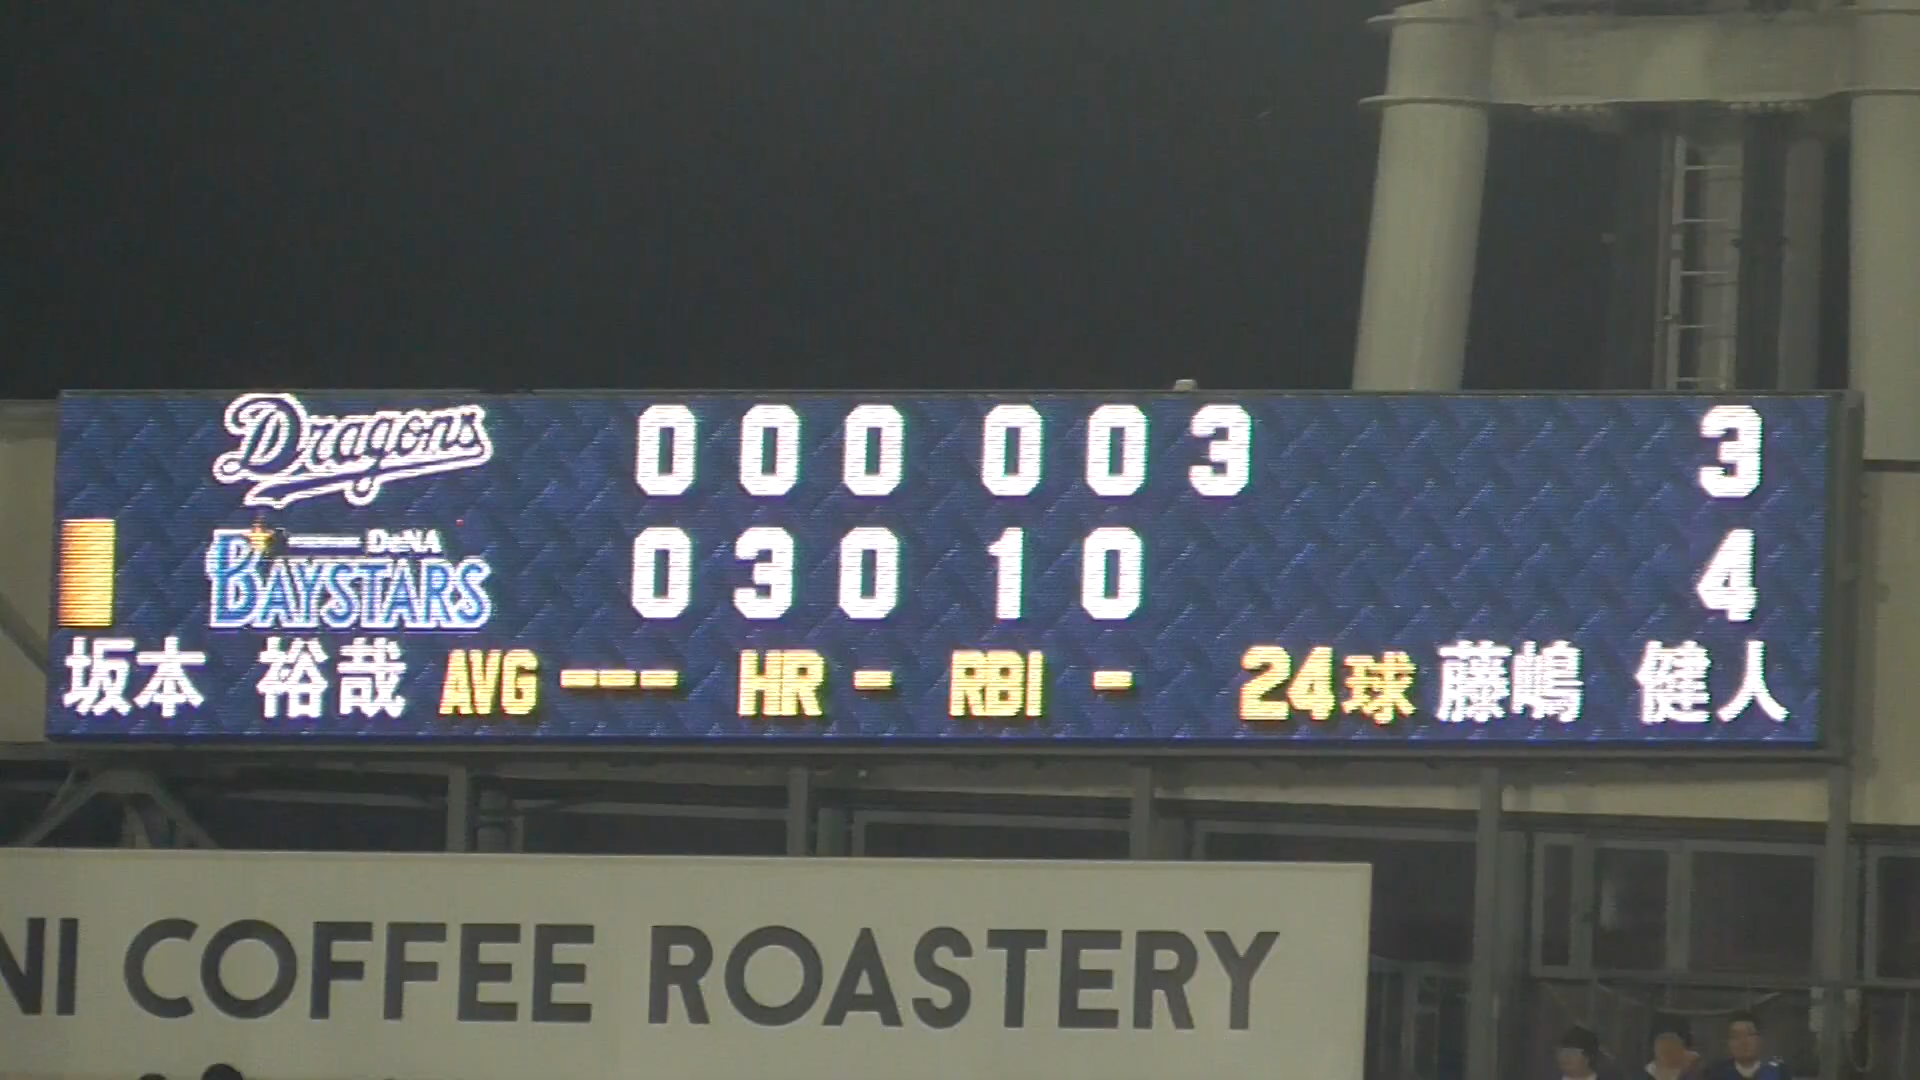 Dragons 0 0 0 0 0 3 3
DeNA
BAYSTARS 0 3 0 1 0 4
坂本 裕哉 AVG --- HR - RBI - 24球 藤嶋 健人
NI COFFEE ROASTERY